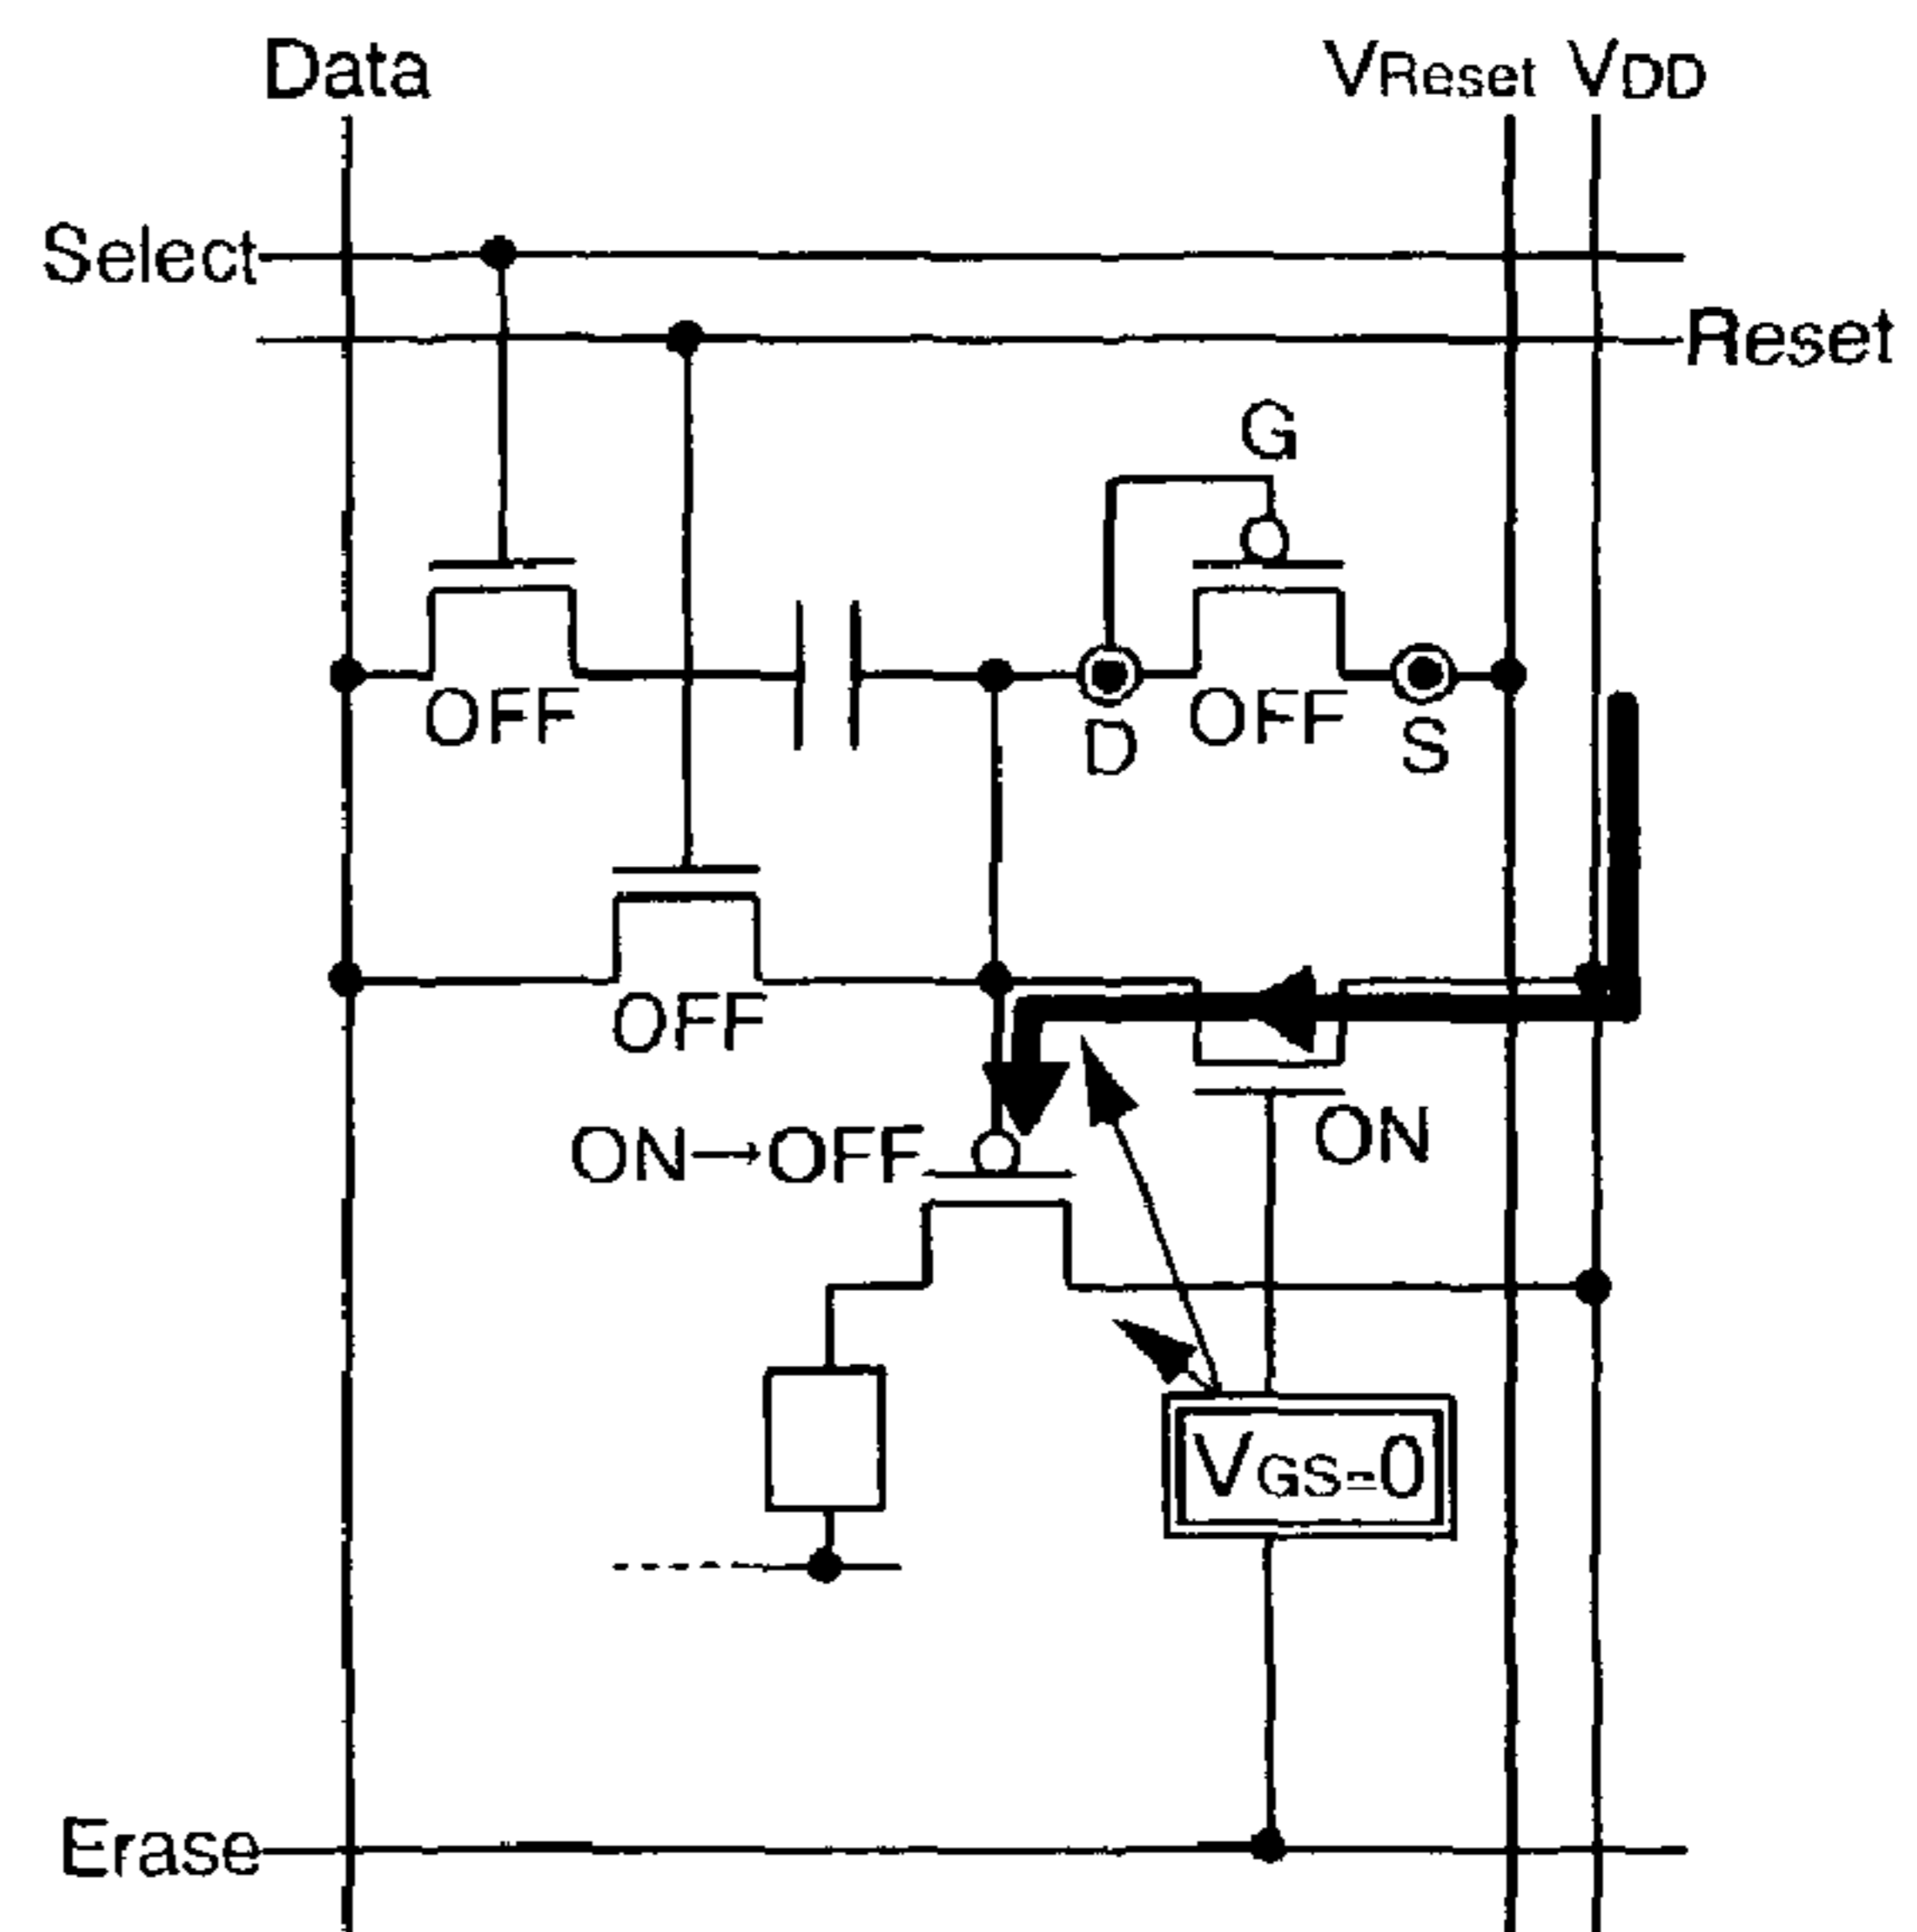 Data
VReset VDD
Select
Reset
G
OFF
D
OFF
S
OFF
ON→OFF
ON
VGS=0
Erase